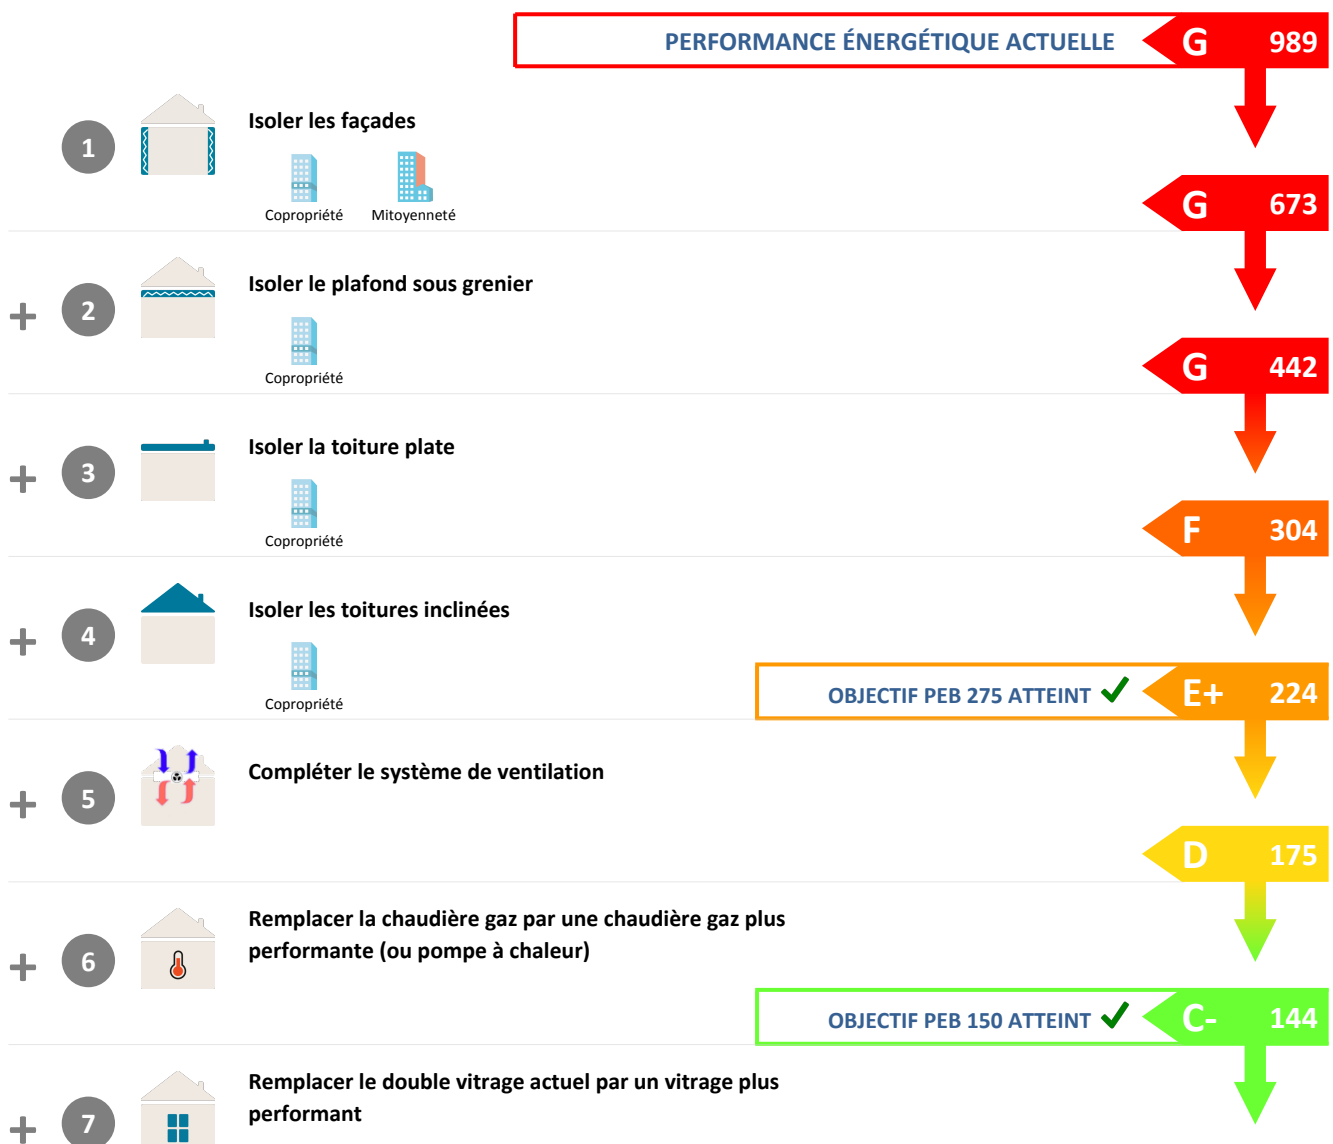 PERFORMANCE ÉNERGÉTIQUE ACTUELLE G 989
1
Isoler les façades
Copropriété Mitoyenneté
G 673
+ 2
Isoler le plafond sous grenier
Copropriété
G 442
+ 3
Isoler la toiture plate
Copropriété
F 304
+ 4
Isoler les toitures inclinées
Copropriété
OBJECTIF PEB 275 ATTEINT ✓ E+ 224
+ 5
Compléter le système de ventilation
D 175
+ 6
Remplacer la chaudière gaz par une chaudière gaz plus
performante (ou pompe à chaleur)
OBJECTIF PEB 150 ATTEINT ✓ C- 144
+ 7
Remplacer le double vitrage actuel par un vitrage plus
performant